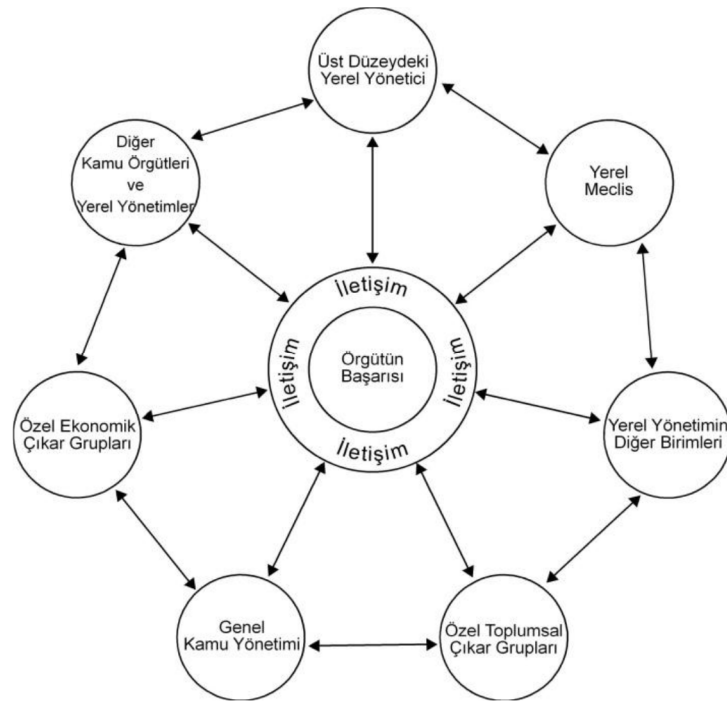 Üst Düzeydeki
Yerel Yönetici
Diğer
Kamu Örgütleri
ve
Yerel Yönetimler
Yerel
Meclis
İletişim
İletişim
Örgütün
Başarısı
İletişim
İletişim
Özel Ekonomik
Çıkar Grupları
Yerel Yönetimin
Diğer Birimleri
Genel
Kamu Yönetimi
Özel Toplumsal
Çıkar Grupları